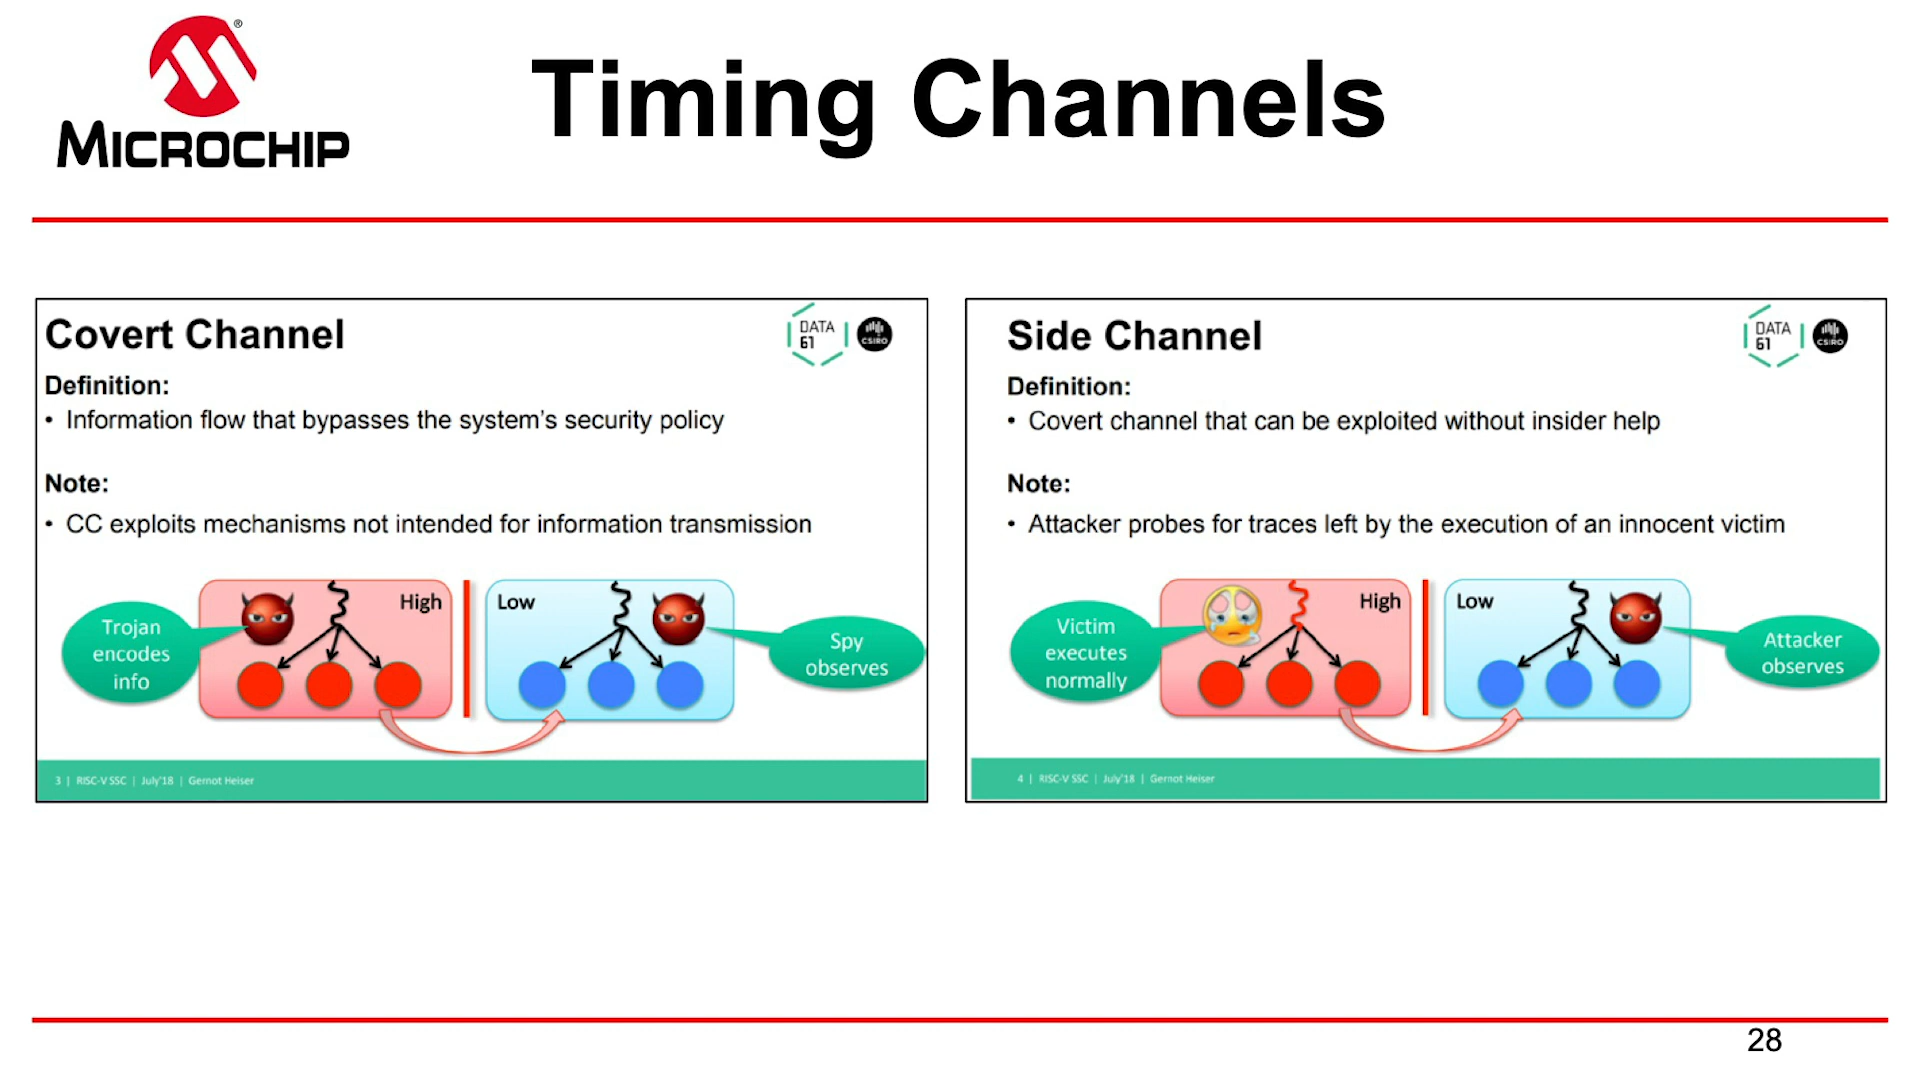 MICROCHIP
®
Timing Channels
Covert Channel
DATA
61
CSIRO
Definition:
• Information flow that bypasses the system's security policy
Note:
• CC exploits mechanisms not intended for information transmission
Trojan
encodes
info
High
Low
Spy
observes
3 | RISC-V SSC | July'18 | Gernot Heiser
Side Channel
DATA
61
CSIRO
Definition:
• Covert channel that can be exploited without insider help
Note:
• Attacker probes for traces left by the execution of an innocent victim
Victim
executes
normally
High
Low
Attacker
observes
4 | RISC-V SSC | July'18 | Gernot Heiser
28